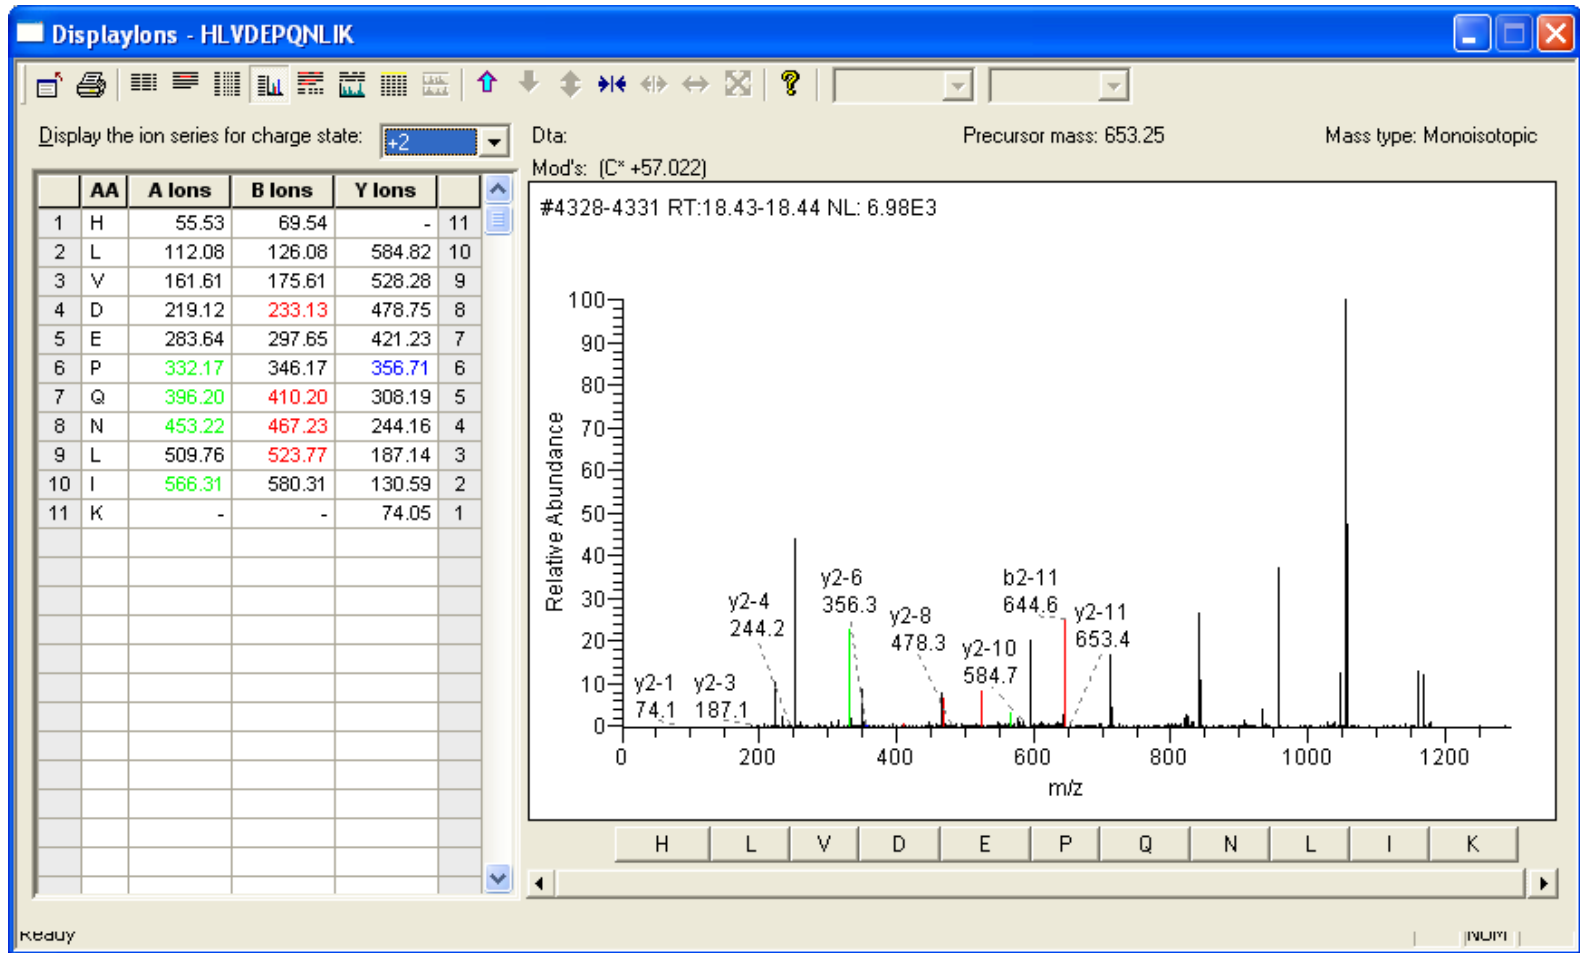 DisplayIons - HLVDEPQNLIK
Display the ion series for charge state: +2
Dta: Precursor mass: 653.25 Mass type: Monoisotopic
Mod's: (C* +57.022)
AA A Ions B Ions Y Ions
1 H 55.53 69.54 - 11
2 L 112.08 126.08 584.82 10
3 V 161.61 175.61 528.28 9
4 D 219.12 233.13 478.75 8
5 E 283.64 297.65 421.23 7
6 P 332.17 346.17 356.71 6
7 Q 396.20 410.20 308.19 5
8 N 453.22 467.23 244.16 4
9 L 509.76 523.77 187.14 3
10 I 566.31 580.31 130.59 2
11 K - - 74.05 1
#4328-4331 RT:18.43-18.44 NL: 6.98E3
Relative Abundance
100
90
80
70
60
50
40
30
20
10
0
y2-1
74.1
y2-3
187.1
y2-4
244.2
y2-6
356.3
y2-8
478.3
y2-10
584.7
b2-11
644.6
y2-11
653.4
0 200 400 600 800 1000 1200
m/z
H L V D E P Q N L I K
Ready NUM